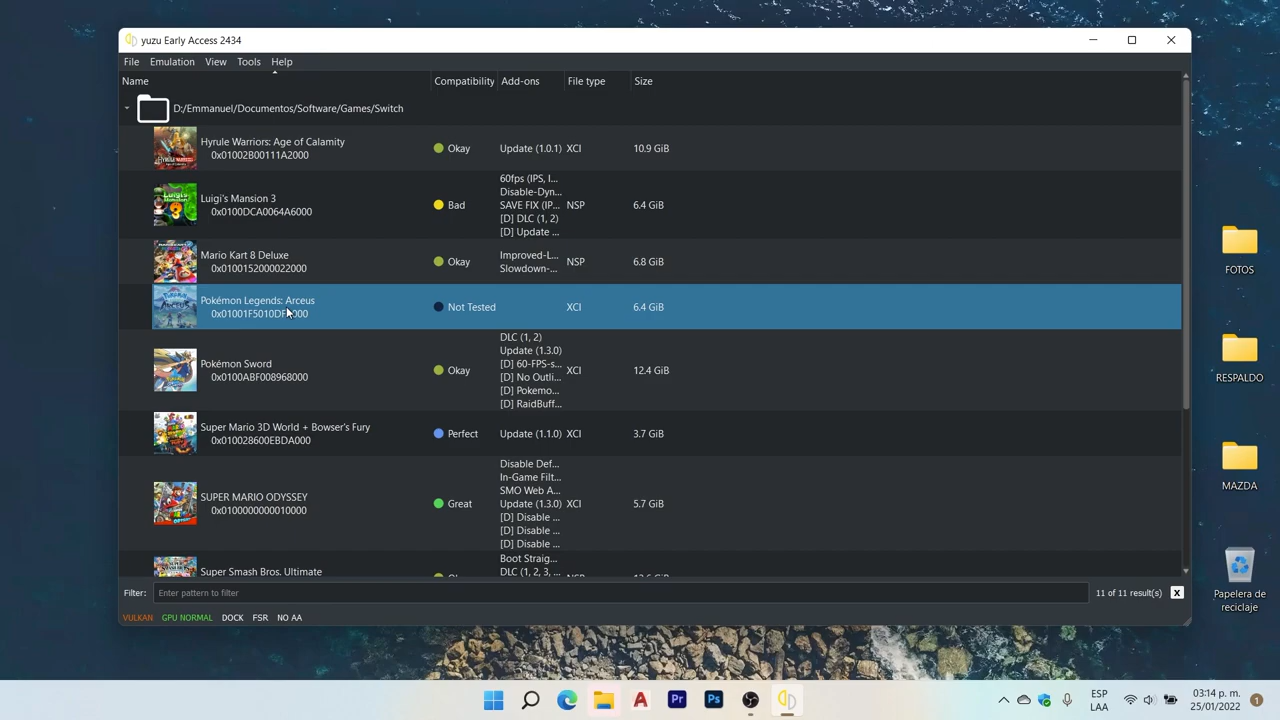 yuzu Early Access 2434
File Emulation View Tools Help
Name Compatibility Add-ons File type Size
D:/Emmanuel/Documentos/Software/Games/Switch
Hyrule Warriors: Age of Calamity
0x01002B00111A2000
Okay Update (1.0.1) XCI 10.9 GiB
Luigi's Mansion 3
0x0100DCA0064A6000
Bad
60fps (IPS, I...
Disable-Dyn...
SAVE FIX (IP...
[D] DLC (1, 2)
[D] Update ...
NSP 6.4 GiB
Mario Kart 8 Deluxe
0x0100152000022000
Okay
Improved-L...
Slowdown-...
NSP 6.8 GiB
Pokémon Legends: Arceus
0x01001F5010DFA000
Not Tested XCI 6.4 GiB
Pokémon Sword
0x0100ABF008968000
Okay
DLC (1, 2)
Update (1.3.0)
[D] 60-FPS-s...
[D] No Outli...
[D] Pokemo...
[D] RaidBuff...
XCI 12.4 GiB
Super Mario 3D World + Bowser's Fury
0x010028600EBDA000
Perfect Update (1.1.0) XCI 3.7 GiB
SUPER MARIO ODYSSEY
0x0100000000010000
Great
Disable Def...
In-Game Filt...
SMO Web A...
Update (1.3.0)
[D] Disable ...
[D] Disable ...
[D] Disable ...
XCI 5.7 GiB
Super Smash Bros. Ultimate
Boot Straig...
DLC (1, 2, 3, ...
Filter: Enter pattern to filter 11 of 11 result(s) X
VULKAN GPU NORMAL DOCK FSR NO AA
FOTOS
RESPALDO
MAZDA
Papelera de
reciclaje
A Pr Ps
ESP
LAA
03:14 p. m.
25/01/2022
1